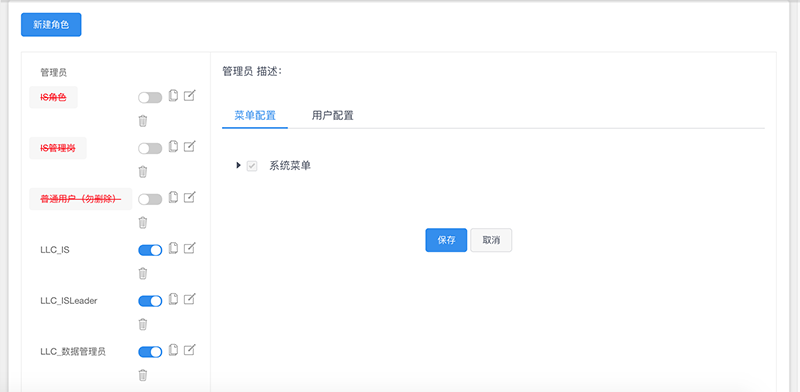 新建角色
管理员
IS角色
IS管理岗
普通用户（勿删除）
LLC_IS
LLC_ISLeader
LLC_数据管理员
管理员 描述：
菜单配置 用户配置
系统菜单
保存 取消